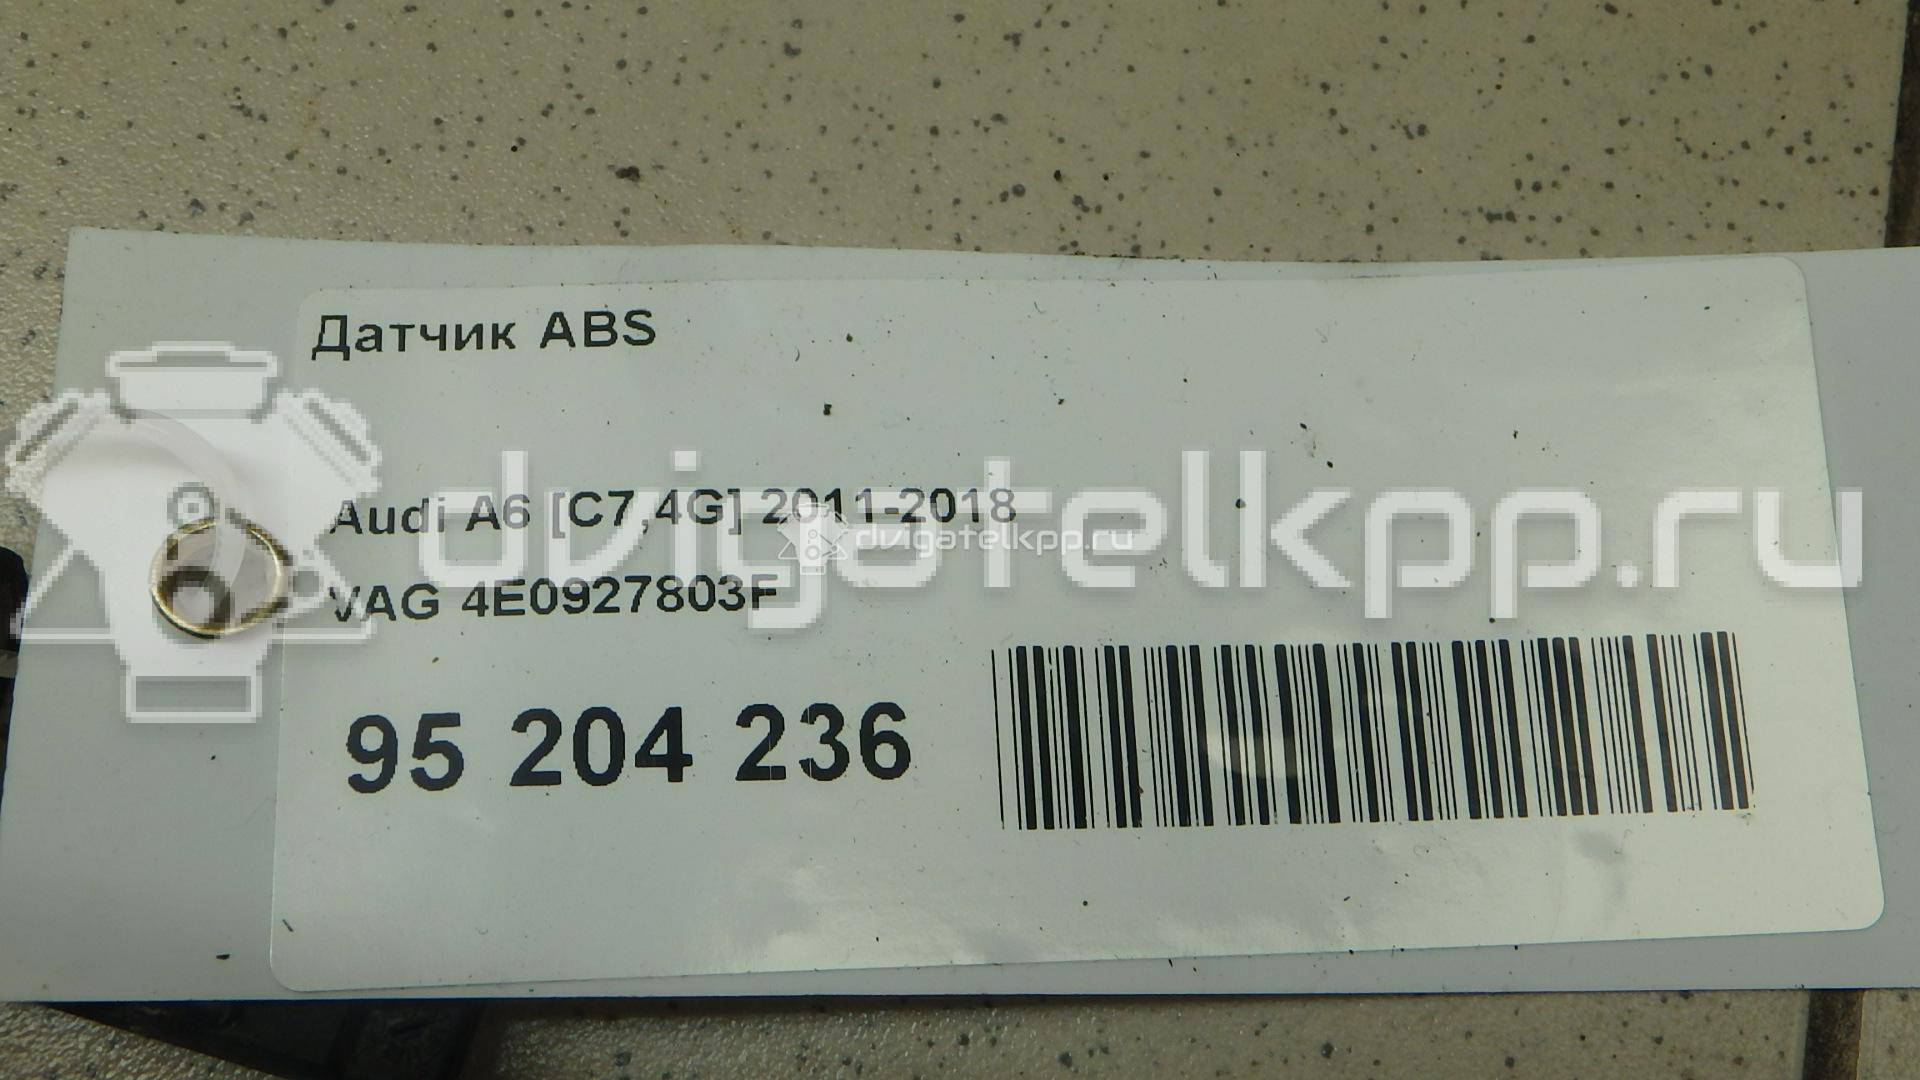 Датчик ABS
Audi A6 [C7,4G] 2011-2018
dvigatelkpp.ru
dvigatelkpp.ru
VAG 4E0927803F
95 204 236